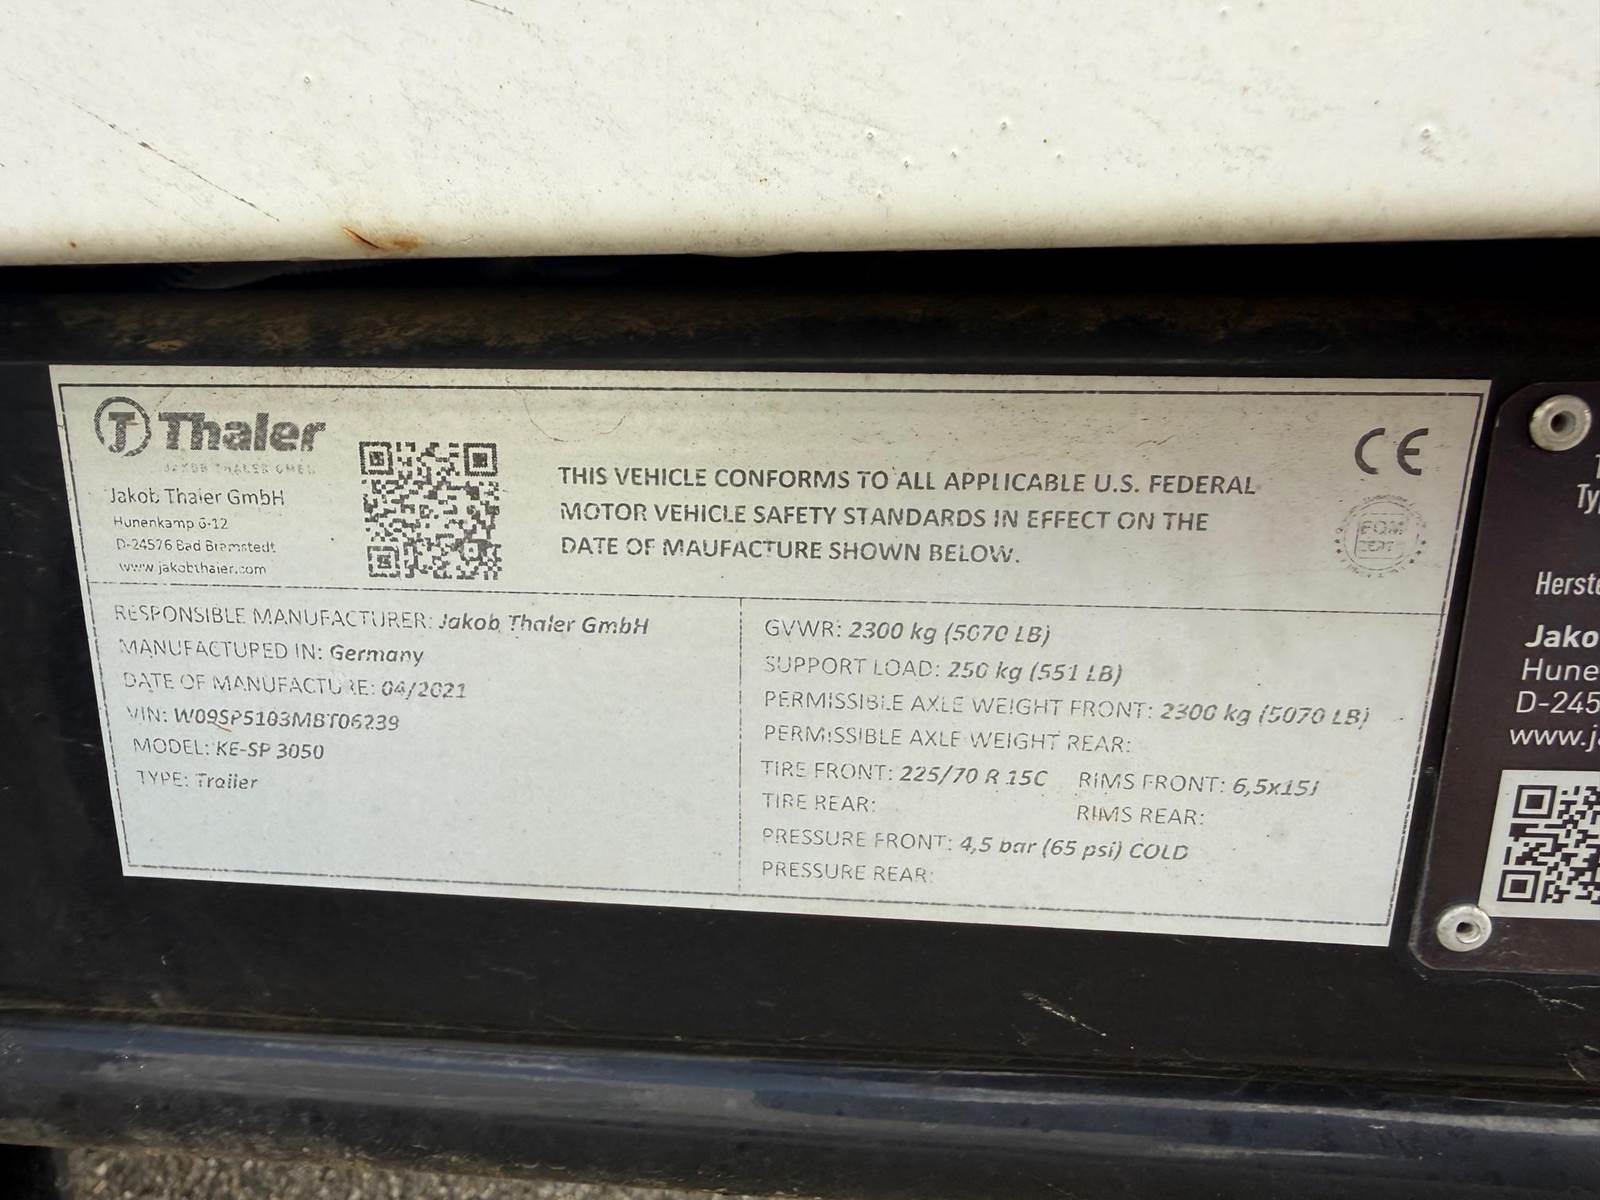 Thaler
JAKOB THALER GMBH
Jakob Thaler GmbH
Hunenkamp 6-12
D-24576 Bad Bramstedt
www.jakobthaler.com
THIS VEHICLE CONFORMS TO ALL APPLICABLE U.S. FEDERAL
MOTOR VEHICLE SAFETY STANDARDS IN EFFECT ON THE
DATE OF MAUFACTURE SHOWN BELOW.
CE
RESPONSIBLE MANUFACTURER: Jakob Thaler GmbH
MANUFACTURED IN: Germany
DATE OF MANUFACTURE: 04/2021
VIN: W09SP5103MBT06239
MODEL: KE-SP 3050
TYPE: Trailer
GVWR: 2300 kg (5070 LB)
SUPPORT LOAD: 250 kg (551 LB)
PERMISSIBLE AXLE WEIGHT FRONT: 2300 kg (5070 LB)
PERMISSIBLE AXLE WEIGHT REAR:
TIRE FRONT: 225/70 R 15C RIMS FRONT: 6,5x15J
TIRE REAR: RIMS REAR:
PRESSURE FRONT: 4,5 bar (65 psi) COLD
PRESSURE REAR:
T
Ty
Herste
Jako
Hune
D-245
www.j